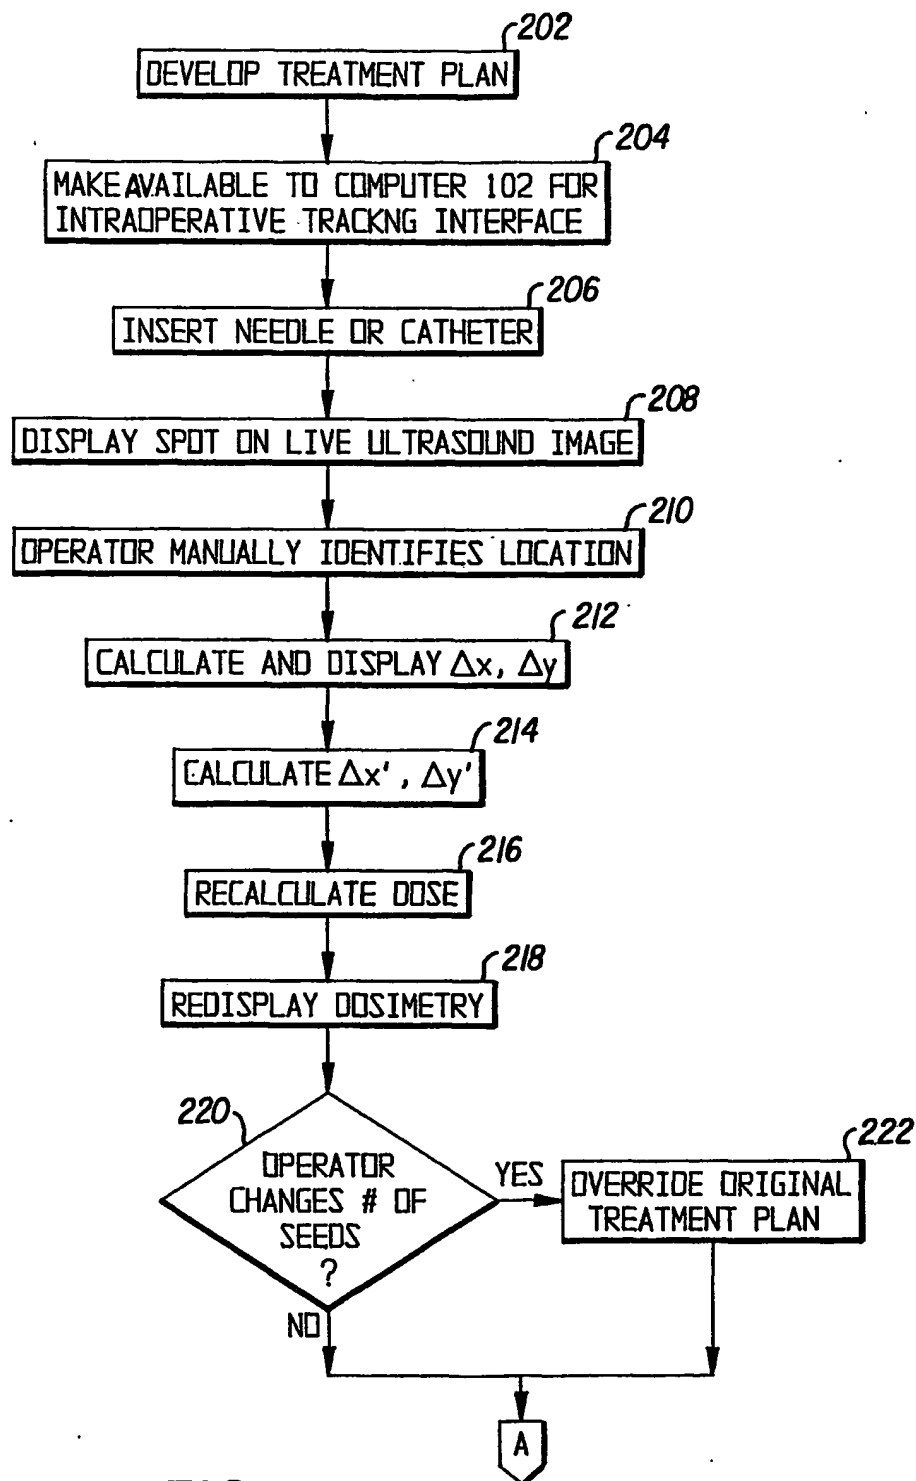 202
DEVELOP TREATMENT PLAN
204
MAKE AVAILABLE TO COMPUTER 102 FOR
INTRAOPERATIVE TRACKNG INTERFACE
206
INSERT NEEDLE OR CATHETER
208
DISPLAY SPOT ON LIVE ULTRASOUND IMAGE
210
OPERATOR MANUALLY IDENTIFIES LOCATION
212
CALCULATE AND DISPLAY Δx, Δy
214
CALCULATE Δx', Δy'
216
RECALCULATE DOSE
218
REDISPLAY DOSIMETRY
220
OPERATOR
CHANGES # OF
SEEDS
?
YES
222
OVERRIDE ORIGINAL
TREATMENT PLAN
NO
A